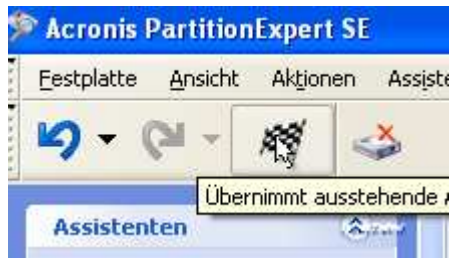 Acronis PartitionExpert SE
Festplatte Ansicht Aktionen
Übernimmt ausstehende
Assistenten